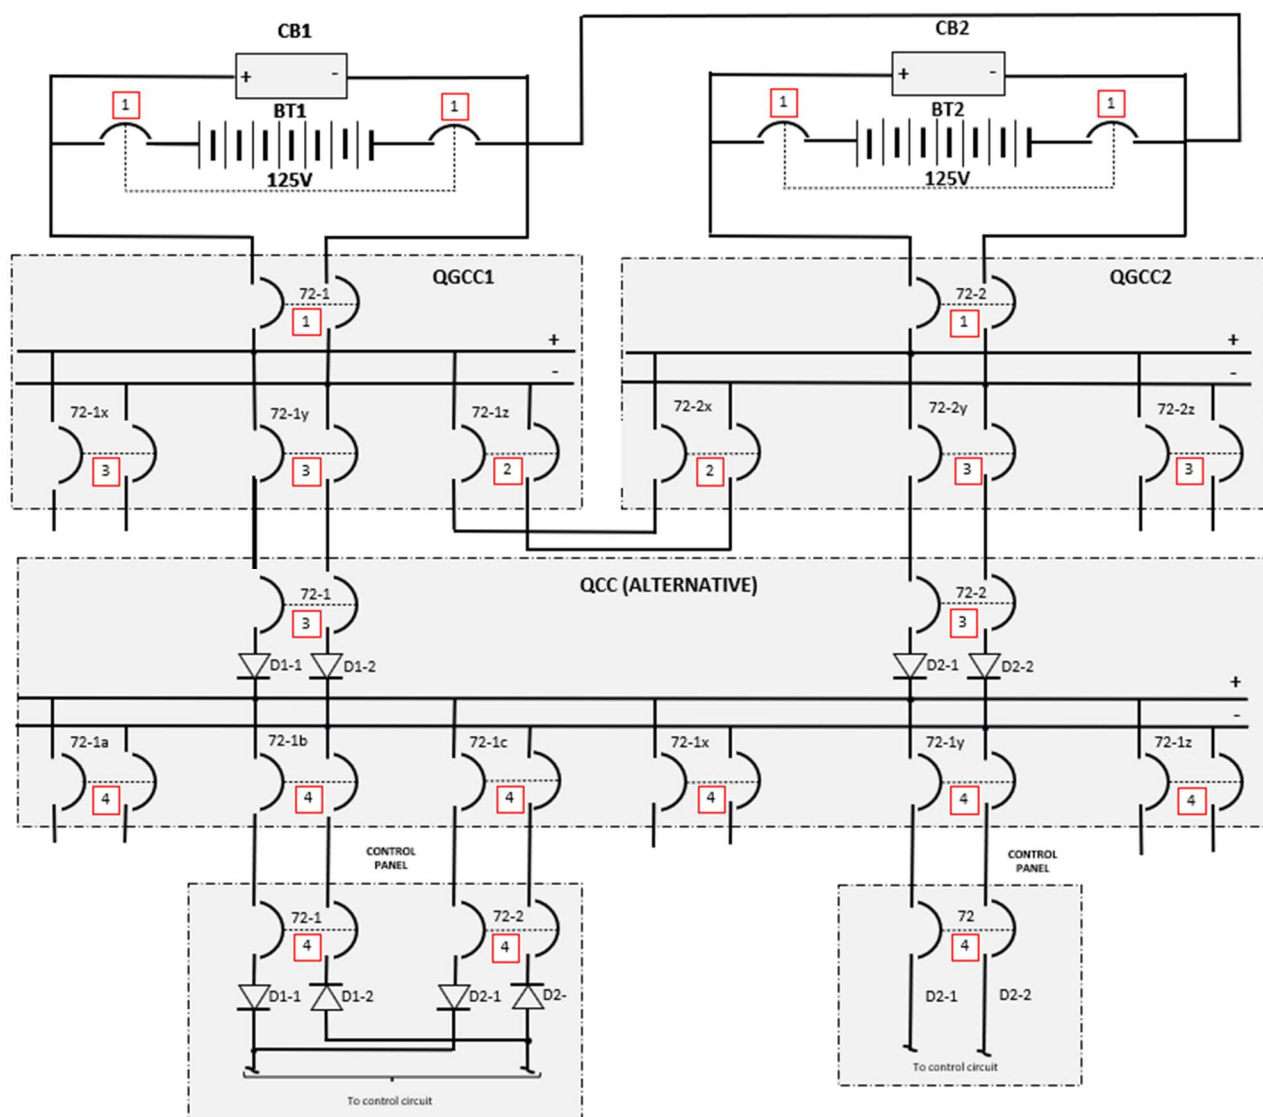 CB1
CB2
+ -
+ -
1
1
1
1
BT1
BT2
125V
125V
QGCC1
QGCC2
72-1
72-2
1
1
+
+
-
-
72-1x
72-1y
72-1z
72-2x
72-2y
72-2z
3
3
2
2
3
3
QCC (ALTERNATIVE)
72-1
72-2
3
3
D1-1
D1-2
D2-1
D2-2
+
-
72-1a
72-1b
72-1c
72-1x
72-1y
72-1z
4
4
4
4
4
4
CONTROL
PANEL
CONTROL
PANEL
72-1
72-2
72
4
4
4
D1-1
D1-2
D2-1
D2-
D2-1
D2-2
To control circuit
To control circuit